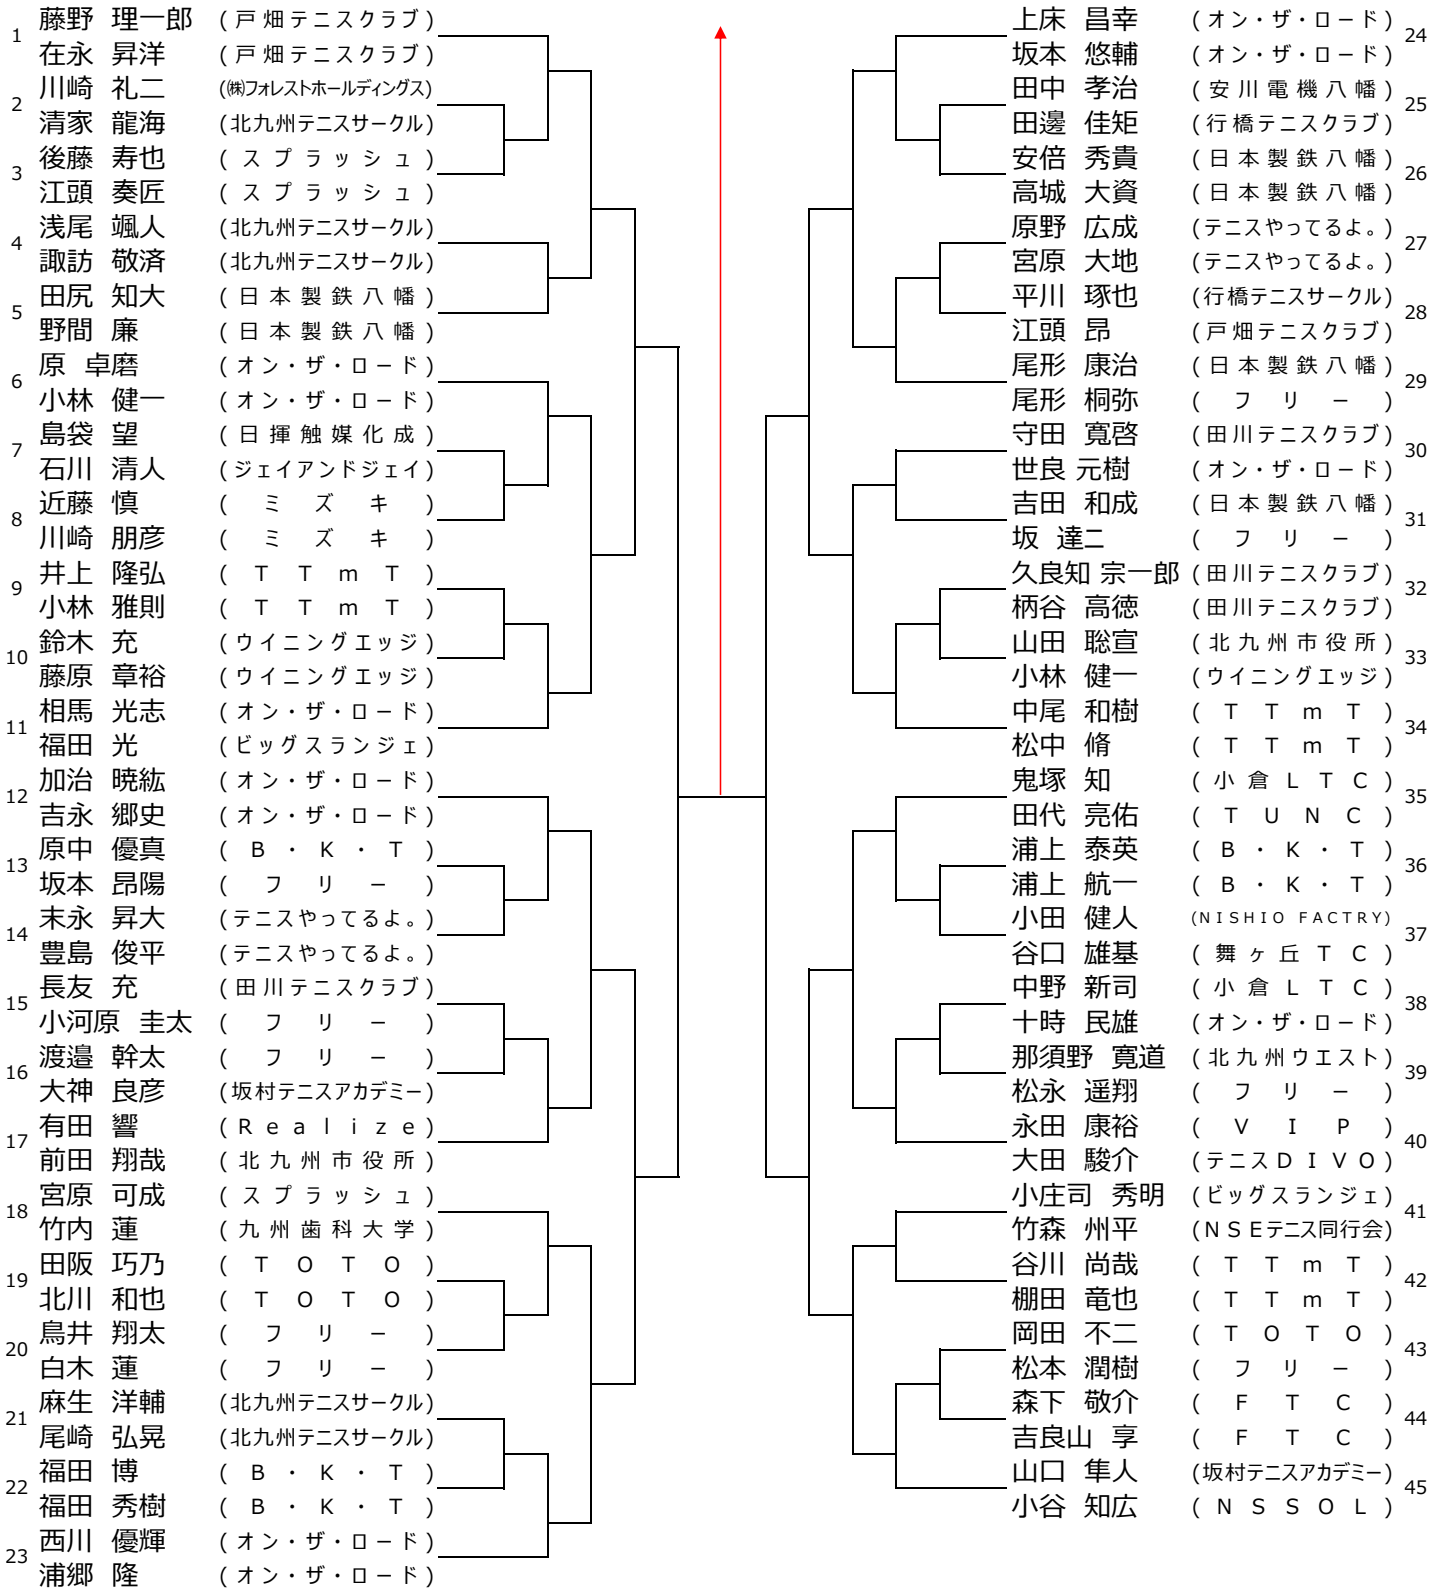 1 藤野 理一郎 (戸畑テニスクラブ)
在永 昇洋 (戸畑テニスクラブ)
2 川崎 礼二 (㈱フォレストホールディングス)
清家 龍海 (北九州テニスサークル)
3 後藤 寿也 (スプラッシュ)
江頭 奏匠 (スプラッシュ)
4 浅尾 颯人 (北九州テニスサークル)
諏訪 敬済 (北九州テニスサークル)
5 田尻 知大 (日本製鉄八幡)
野間 廉 (日本製鉄八幡)
6 原 卓磨 (オン・ザ・ロード)
小林 健一 (オン・ザ・ロード)
7 島袋 望 (日揮触媒化成)
石川 清人 (ジェイアンドジェイ)
8 近藤 慎 (ミズキ)
川崎 朋彦 (ミズキ)
9 井上 隆弘 (TTmT)
小林 雅則 (TTmT)
10 鈴木 充 (ウイニングエッジ)
藤原 章裕 (ウイニングエッジ)
11 相馬 光志 (オン・ザ・ロード)
福田 光 (ビッグスランジェ)
12 加治 暁紘 (オン・ザ・ロード)
吉永 郷史 (オン・ザ・ロード)
13 原中 優真 (B・K・T)
坂本 昂陽 (フリー)
14 末永 昇大 (テニスやってるよ。)
豊島 俊平 (テニスやってるよ。)
15 長友 充 (田川テニスクラブ)
小河原 圭太 (フリー)
16 渡邉 幹太 (フリー)
大神 良彦 (坂村テニスアカデミー)
17 有田 響 (Realize)
前田 翔哉 (北九州市役所)
18 宮原 可成 (スプラッシュ)
竹内 蓮 (九州歯科大学)
19 田阪 巧乃 (TOTO)
北川 和也 (TOTO)
20 鳥井 翔太 (フリー)
白木 蓮 (フリー)
21 麻生 洋輔 (北九州テニスサークル)
尾崎 弘晃 (北九州テニスサークル)
22 福田 博 (B・K・T)
福田 秀樹 (B・K・T)
23 西川 優輝 (オン・ザ・ロード)
浦郷 隆 (オン・ザ・ロード)
上床 昌幸 (オン・ザ・ロード) 24
坂本 悠輔 (オン・ザ・ロード)
田中 孝治 (安川電機八幡) 25
田邊 佳矩 (行橋テニスクラブ)
安倍 秀貴 (日本製鉄八幡) 26
高城 大資 (日本製鉄八幡)
原野 広成 (テニスやってるよ。) 27
宮原 大地 (テニスやってるよ。)
平川 琢也 (行橋テニスサークル) 28
江頭 昂 (戸畑テニスクラブ)
尾形 康治 (日本製鉄八幡) 29
尾形 桐弥 (フリー)
守田 寛啓 (田川テニスクラブ) 30
世良 元樹 (オン・ザ・ロード)
吉田 和成 (日本製鉄八幡) 31
坂 達二 (フリー)
久良知 宗一郎 (田川テニスクラブ) 32
柄谷 高徳 (田川テニスクラブ)
山田 聡宣 (北九州市役所) 33
小林 健一 (ウイニングエッジ)
中尾 和樹 (TTmT) 34
松中 脩 (TTmT)
鬼塚 知 (小倉LTC) 35
田代 亮佑 (TUNC)
浦上 泰英 (B・K・T) 36
浦上 航一 (B・K・T)
小田 健人 (NISHIO FACTRY) 37
谷口 雄基 (舞ヶ丘TC)
中野 新司 (小倉LTC) 38
十時 民雄 (オン・ザ・ロード)
那須野 寛道 (北九州ウエスト) 39
松永 遥翔 (フリー)
永田 康裕 (VIP) 40
大田 駿介 (テニスDIVO)
小庄司 秀明 (ビッグスランジェ) 41
竹森 州平 (NSEテニス同行会)
谷川 尚哉 (TTmT) 42
棚田 竜也 (TTmT)
岡田 不二 (TOTO) 43
松本 潤樹 (フリー)
森下 敬介 (FTC) 44
吉良山 享 (FTC)
山口 隼人 (坂村テニスアカデミー) 45
小谷 知広 (NSSOL)